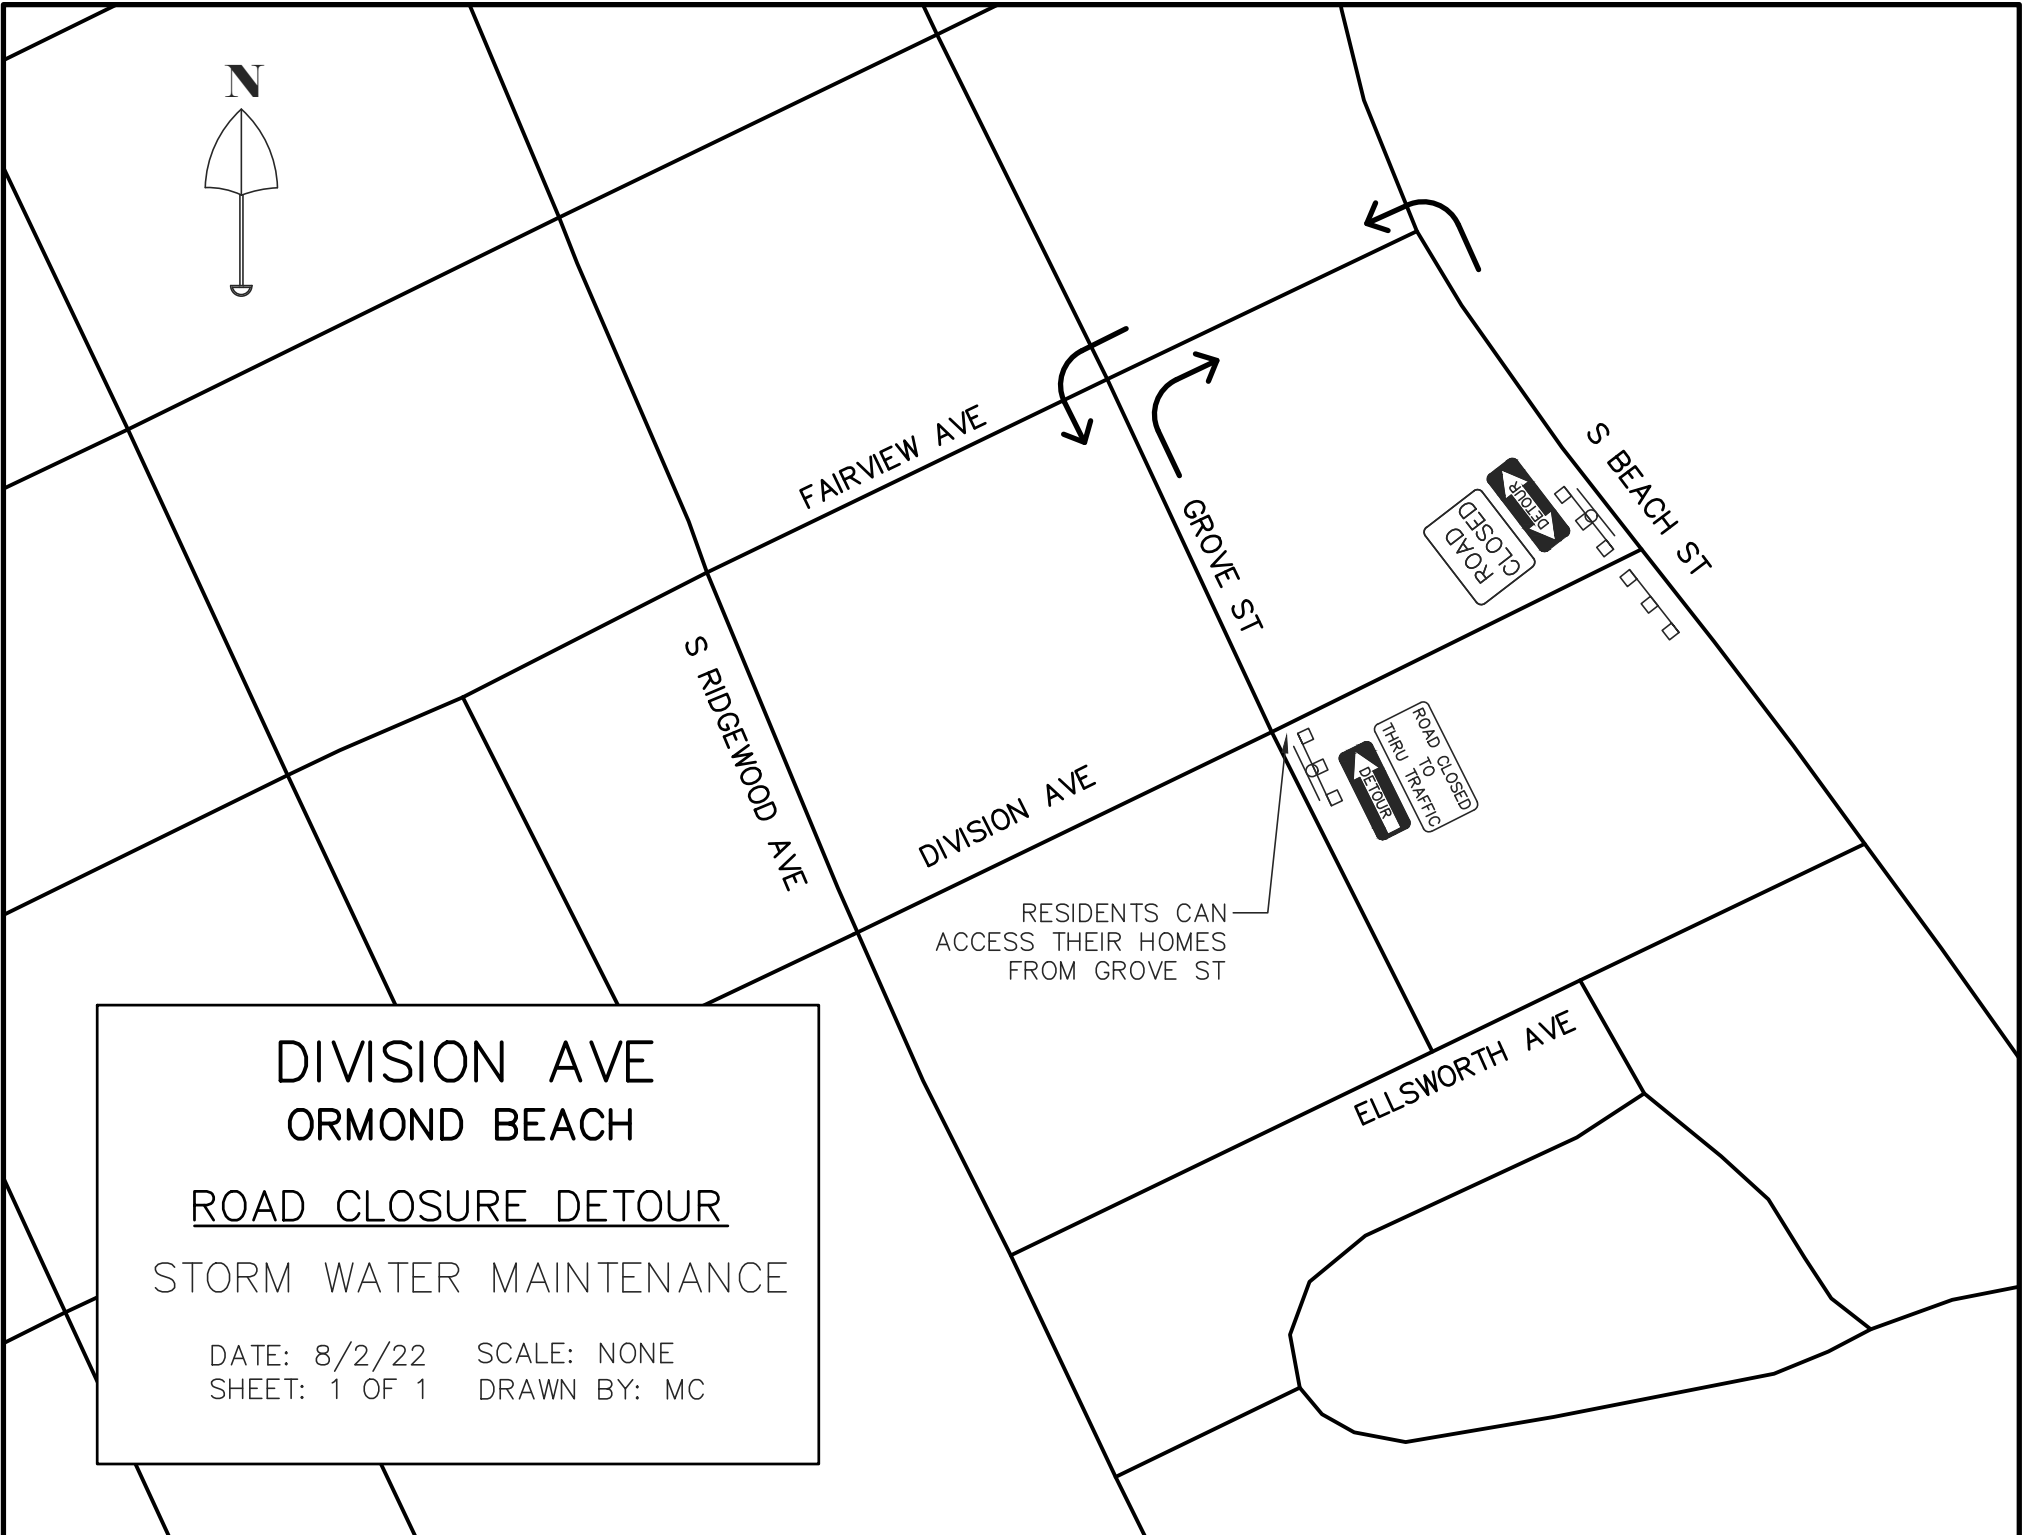 N
FAIRVIEW AVE
GROVE ST
S BEACH ST
DETOUR
DETOUR
ROAD
CLOSED
S RIDGEWOOD AVE
DIVISION AVE
ROAD CLOSED
TO
THRU TRAFFIC
DETOUR
RESIDENTS CAN
ACCESS THEIR HOMES
FROM GROVE ST
ELLSWORTH AVE
DIVISION AVE
ORMOND BEACH
ROAD CLOSURE DETOUR
STORM WATER MAINTENANCE
DATE: 8/2/22 SCALE: NONE
SHEET: 1 OF 1 DRAWN BY: MC